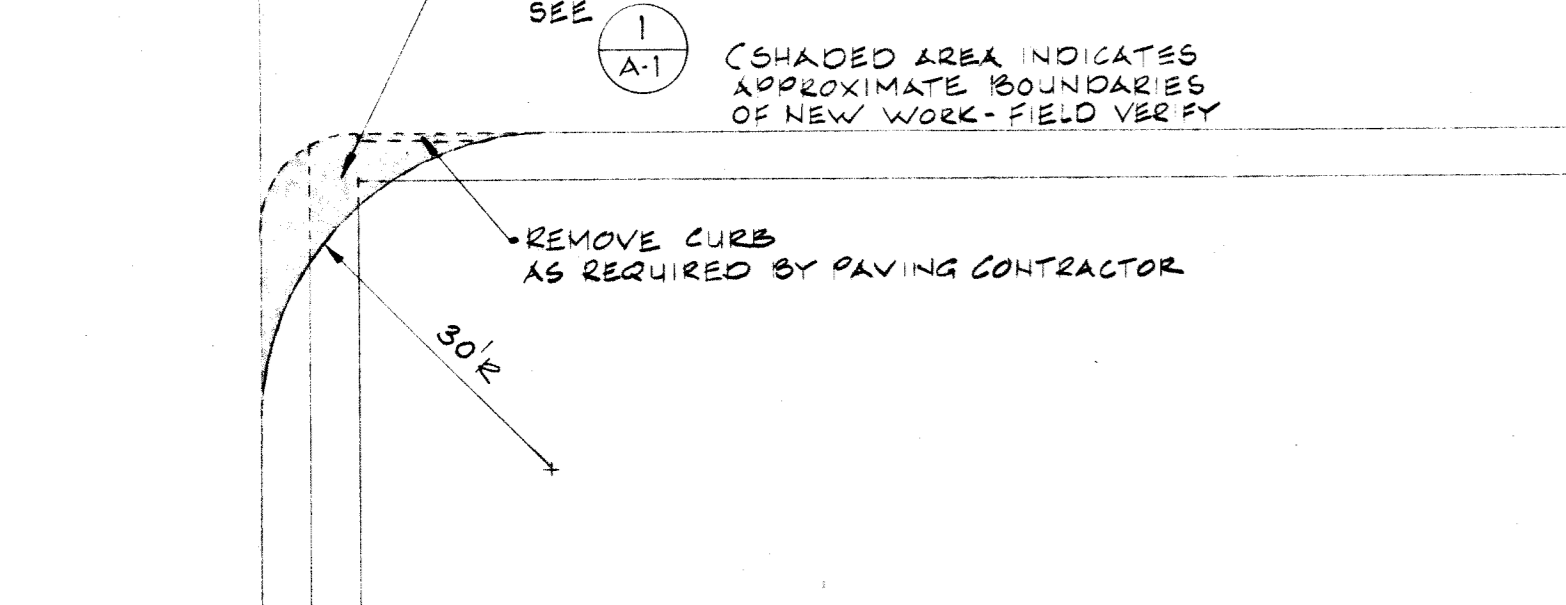 SEE
1
A-1
(SHADED AREA INDICATES
APPROXIMATE BOUNDARIES
OF NEW WORK - FIELD VERIFY
REMOVE CURB
AS REQUIRED BY PAVING CONTRACTOR
30'R